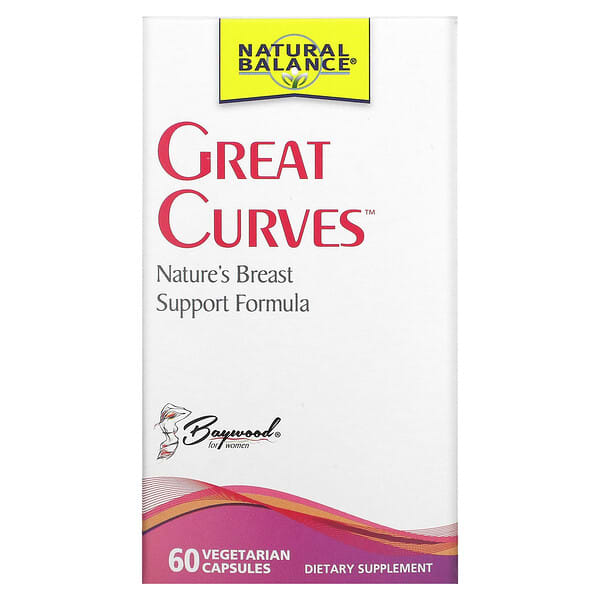 NATURAL
BALANCE®
GREAT
CURVES™
Nature's Breast
Support Formula
Baywood®
for women
60 VEGETARIAN
CAPSULES
DIETARY SUPPLEMENT